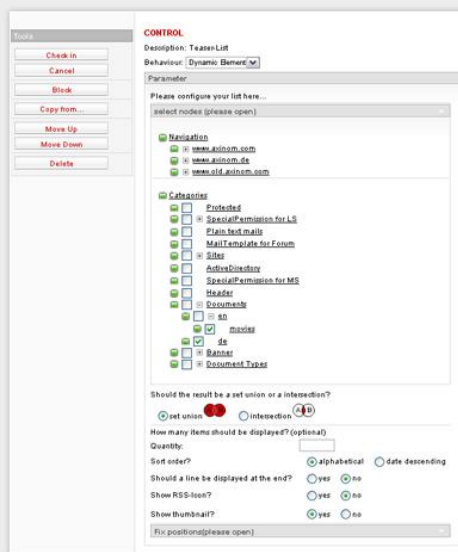 Tools
Check in
Cancel
Block
Copy from...
Move Up
Move Down
Delete
CONTROL
Description: Teaser-List
Behaviour: Dynamic Element
Parameter
Please configure your list here...
select nodes (please open)
Navigation
www.axinom.com
www.axinom.de
www.old.axinom.com
Categories
Protected
SpecialPermission for LS
Plain text mails
MailTemplate for Forum
Sites
ActiveDirectory
SpecialPermission for MS
Header
Documents
en
movies
de
Banner
Document Types
Should the result be a set union or a intersection?
set union intersection
How many items should be displayed? (optional)
Quantity:
Sort order? alphabetical date descending
Should a line be displayed at the end? yes no
Show RSS-Icon? yes no
Show thumbnail? yes no
Fix positions(please open)